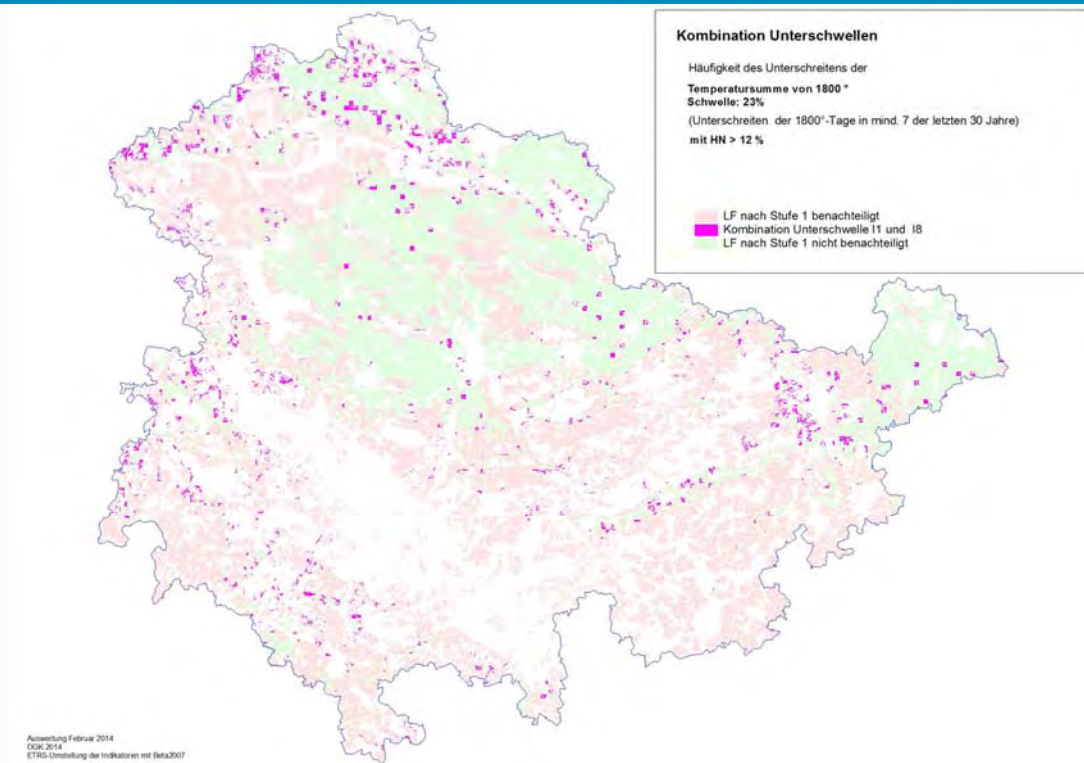 Kombination Unterschwellen
Häufigkeit des Unterschreitens der
Temperatursumme von 1800 °
Schwelle: 23%
(Unterschreiten der 1800°-Tage in mind. 7 der letzten 30 Jahre)
mit HN > 12 %
LF nach Stufe 1 benachteiligt
Kombination Unterschwelle I1 und I8
LF nach Stufe 1 nicht benachteiligt
Auswertung Februar 2014
DGK 2014
ETRS-Umstellung der Indikatoren mit Beta2007